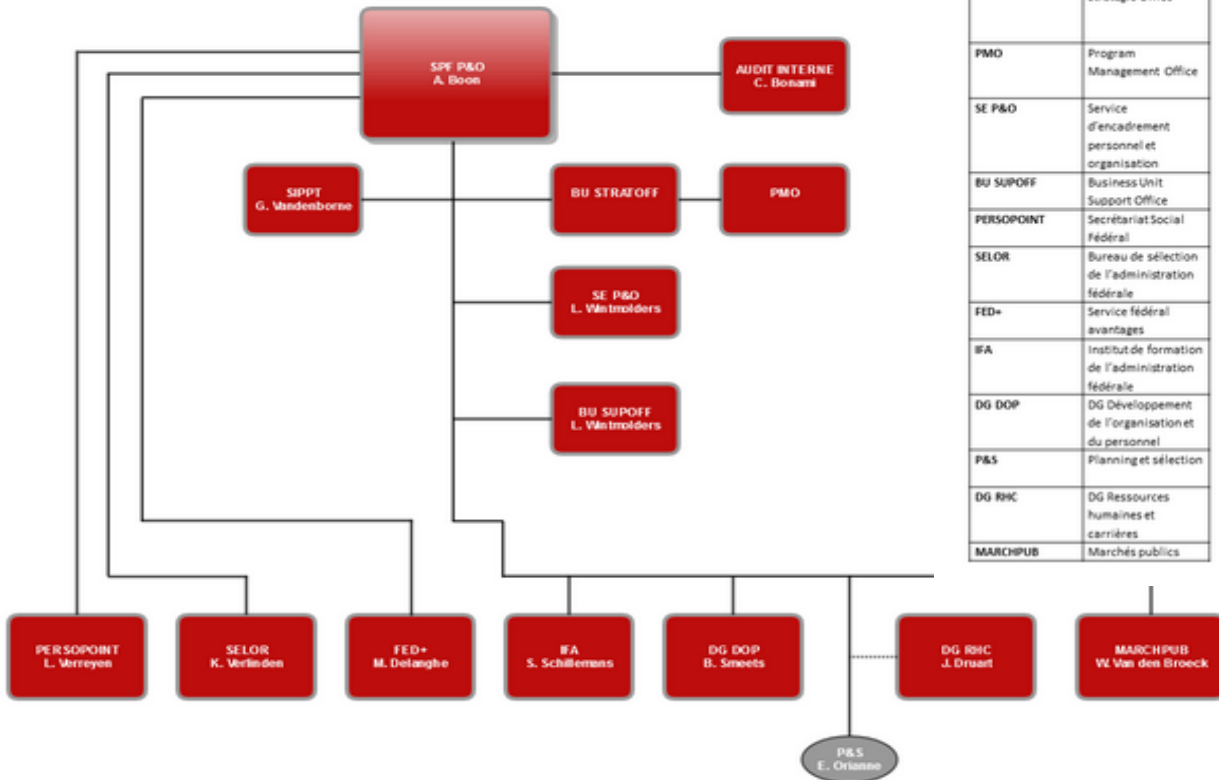 SPF P&O
A. Boon
AUDIT INTERNE
C. Bonami
SIPPT
G. Vandenborne
BU STRATOFF
PMO
SE P&O
L. Wintmolders
BU SUPOFF
L. Wintmolders
PERSOPOINT
L. Verreyen
SELOR
K. Verlinden
FED+
M. Delanghe
IFA
S. Schillemans
DG DOP
B. Smeets
DG RHC
J. Druart
MARCHPUB
W. Van den Broeck
P&S
E. Orianne
PMO
Program
Management Office
SE P&O
Service
d'encadrement
personnel et
organisation
BU SUPOFF
Business Unit
Support Office
PERSOPOINT
Secrétariat Social
Fédéral
SELOR
Bureau de sélection
de l'administration
fédérale
FED+
Service fédéral
avantages
IFA
Institut de formation
de l'administration
fédérale
DG DOP
DG Développement
de l'organisation et
du personnel
P&S
Planning et sélection
DG RHC
DG Ressources
humaines et
carrières
MARCHPUB
Marchés publics